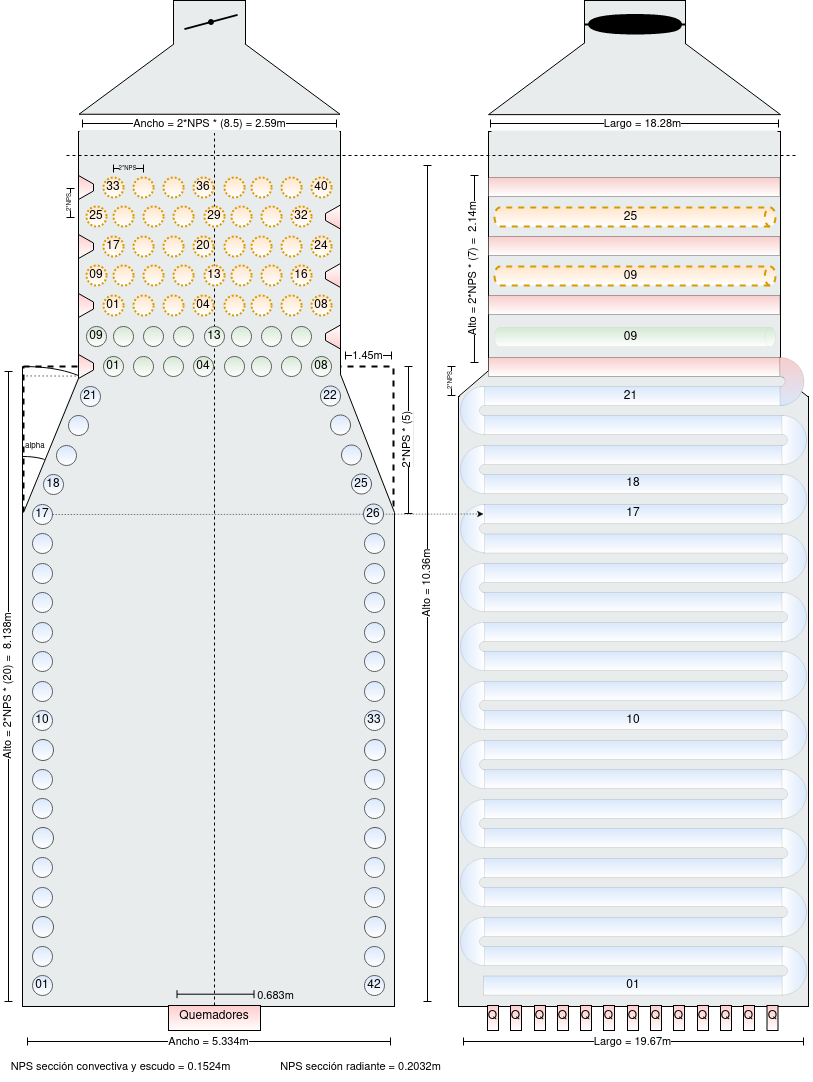 Ancho = 2*NPS * (8.5) = 2.59m
Largo = 18.28m
2*NPS
33 36 40
2*NPS
25 29 32
25
17 20 24
09 13 16
09
01 04 08
Alto = 2*NPS * (7) = 2.14m
09 13
09
1.45m
01 04 08
2*NPS
21 22
21
2*NPS * (5)
alpha
18 25
18
17 26
17
Alto = 10.36m
Alto = 2*NPS * (20) = 8.138m
10 33
10
01 42
01
0.683m
Quemadores
Q Q Q Q Q Q Q Q Q Q Q Q Q
Ancho = 5.334m
Largo = 19.67m
NPS sección convectiva y escudo = 0.1524m
NPS sección radiante = 0.2032m